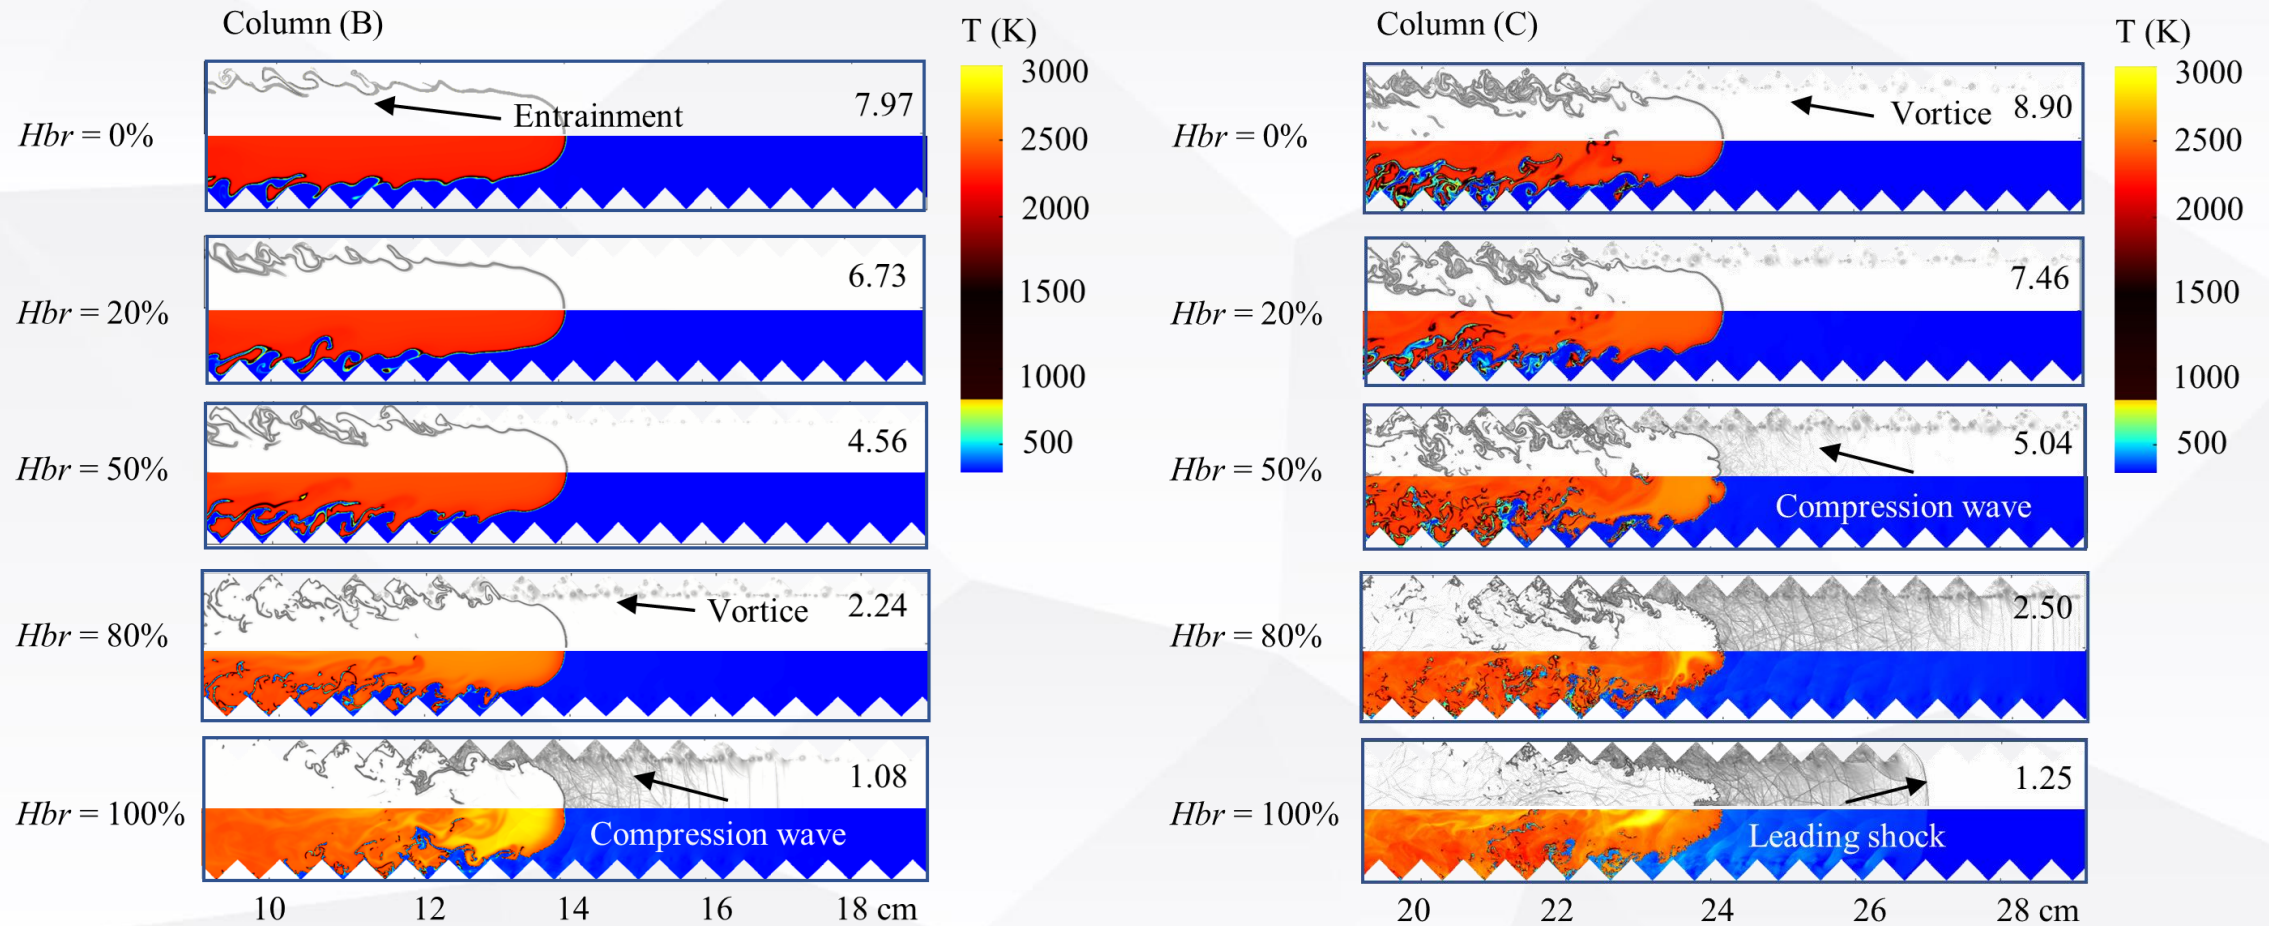 Column (B)
T (K)
3000
2500
2000
1500
1000
500
Hbr = 0%
Entrainment
7.97
Hbr = 20%
6.73
Hbr = 50%
4.56
Hbr = 80%
Vortice
2.24
Hbr = 100%
1.08
Compression wave
10 12 14 16 18 cm
Column (C)
T (K)
3000
2500
2000
1500
1000
500
Hbr = 0%
Vortice
8.90
Hbr = 20%
7.46
Hbr = 50%
5.04
Compression wave
Hbr = 80%
2.50
Hbr = 100%
1.25
Leading shock
20 22 24 26 28 cm